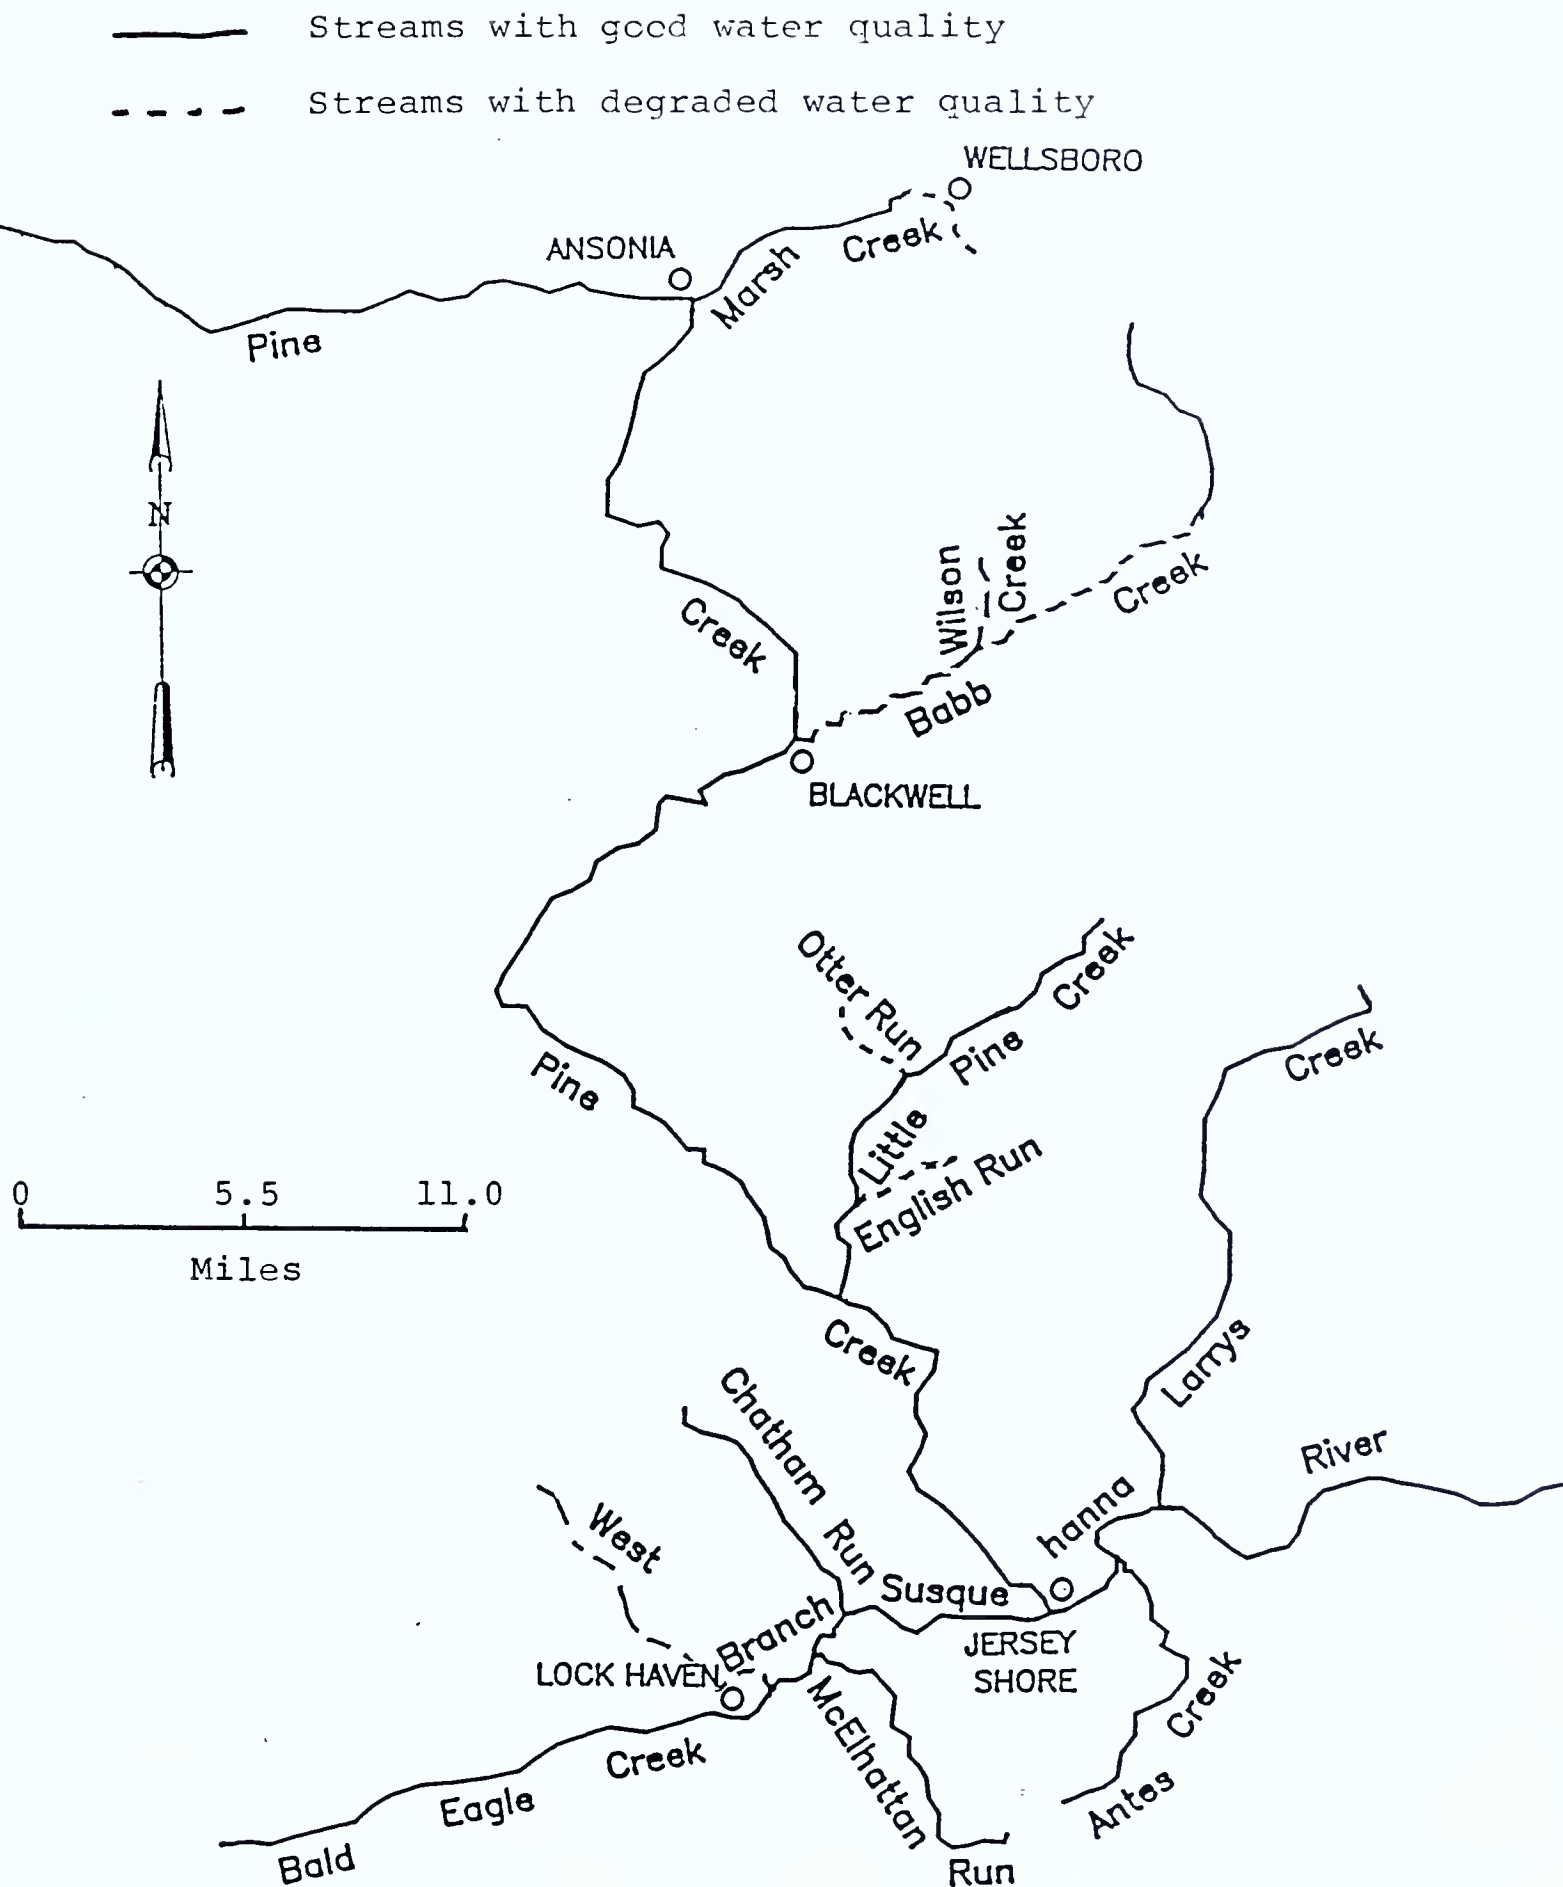 Streams with good water quality
Streams with degraded water quality
WELLSBORO
ANSONIA
Marsh Creek
Pine
N
Wilson
Creek
Creek
Creek
Babb
BLACKWELL
Otter Run
Creek
Pine
Little
Pine
Creek
English Run
0 5.5 11.0
Miles
Creek
Larrys
Chatham
Run
River
West
hanna
Susque
Branch
JERSEY
SHORE
LOCK HAVEN
Creek
McElhattan
Creek
Eagle
Antes
Bald
Run